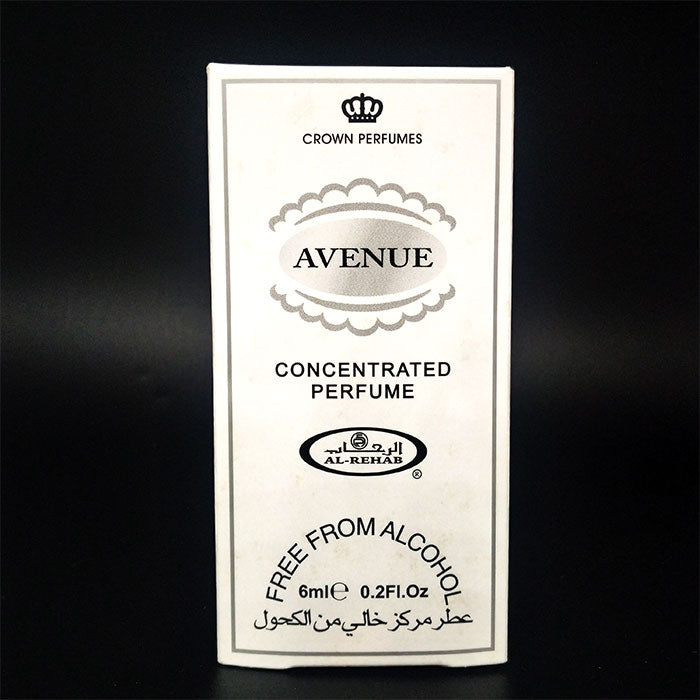 CROWN PERFUMES
AVENUE
CONCENTRATED
PERFUME
الرحاب
AL-REHAB
®
FREE FROM ALCOHOL
6ml℮ 0.2Fl.Oz
عطر مركز خالي من الكحول